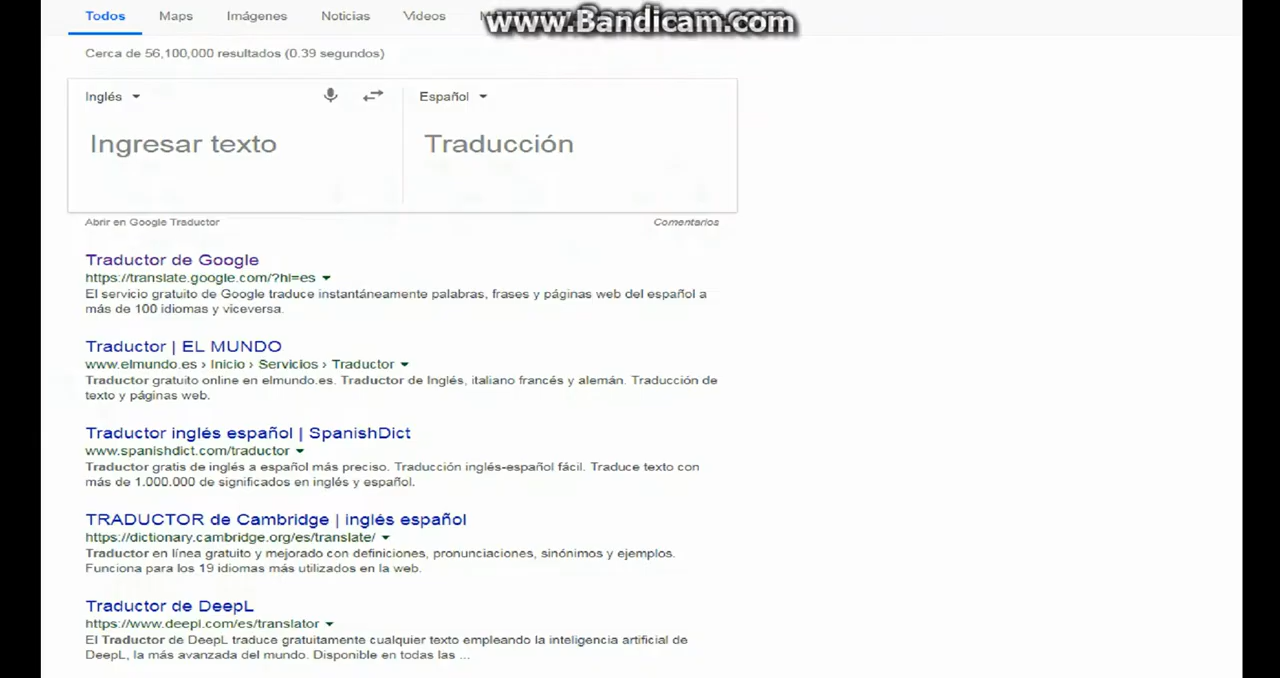 Todos Maps Imágenes Noticias Videos
www.Bandicam.com
Cerca de 56,100,000 resultados (0.39 segundos)
Inglés Español
Ingresar texto Traducción
Abrir en Google Traductor Comentarios
Traductor de Google
https://translate.google.com/?hl=es
El servicio gratuito de Google traduce instantáneamente palabras, frases y páginas web del español a
más de 100 idiomas y viceversa.
Traductor | EL MUNDO
www.elmundo.es › Inicio › Servicios › Traductor
Traductor gratuito online en elmundo.es. Traductor de Inglés, italiano francés y alemán. Traducción de
texto y páginas web.
Traductor inglés español | SpanishDict
www.spanishdict.com/traductor
Traductor gratis de inglés a español más preciso. Traducción inglés-español fácil. Traduce texto con
más de 1.000.000 de significados en inglés y español.
TRADUCTOR de Cambridge | inglés español
https://dictionary.cambridge.org/es/translate/
Traductor en línea gratuito y mejorado con definiciones, pronunciaciones, sinónimos y ejemplos.
Funciona para los 19 idiomas más utilizados en la web.
Traductor de DeepL
https://www.deepl.com/es/translator
El Traductor de DeepL traduce gratuitamente cualquier texto empleando la inteligencia artificial de
DeepL, la más avanzada del mundo. Disponible en todas las ...